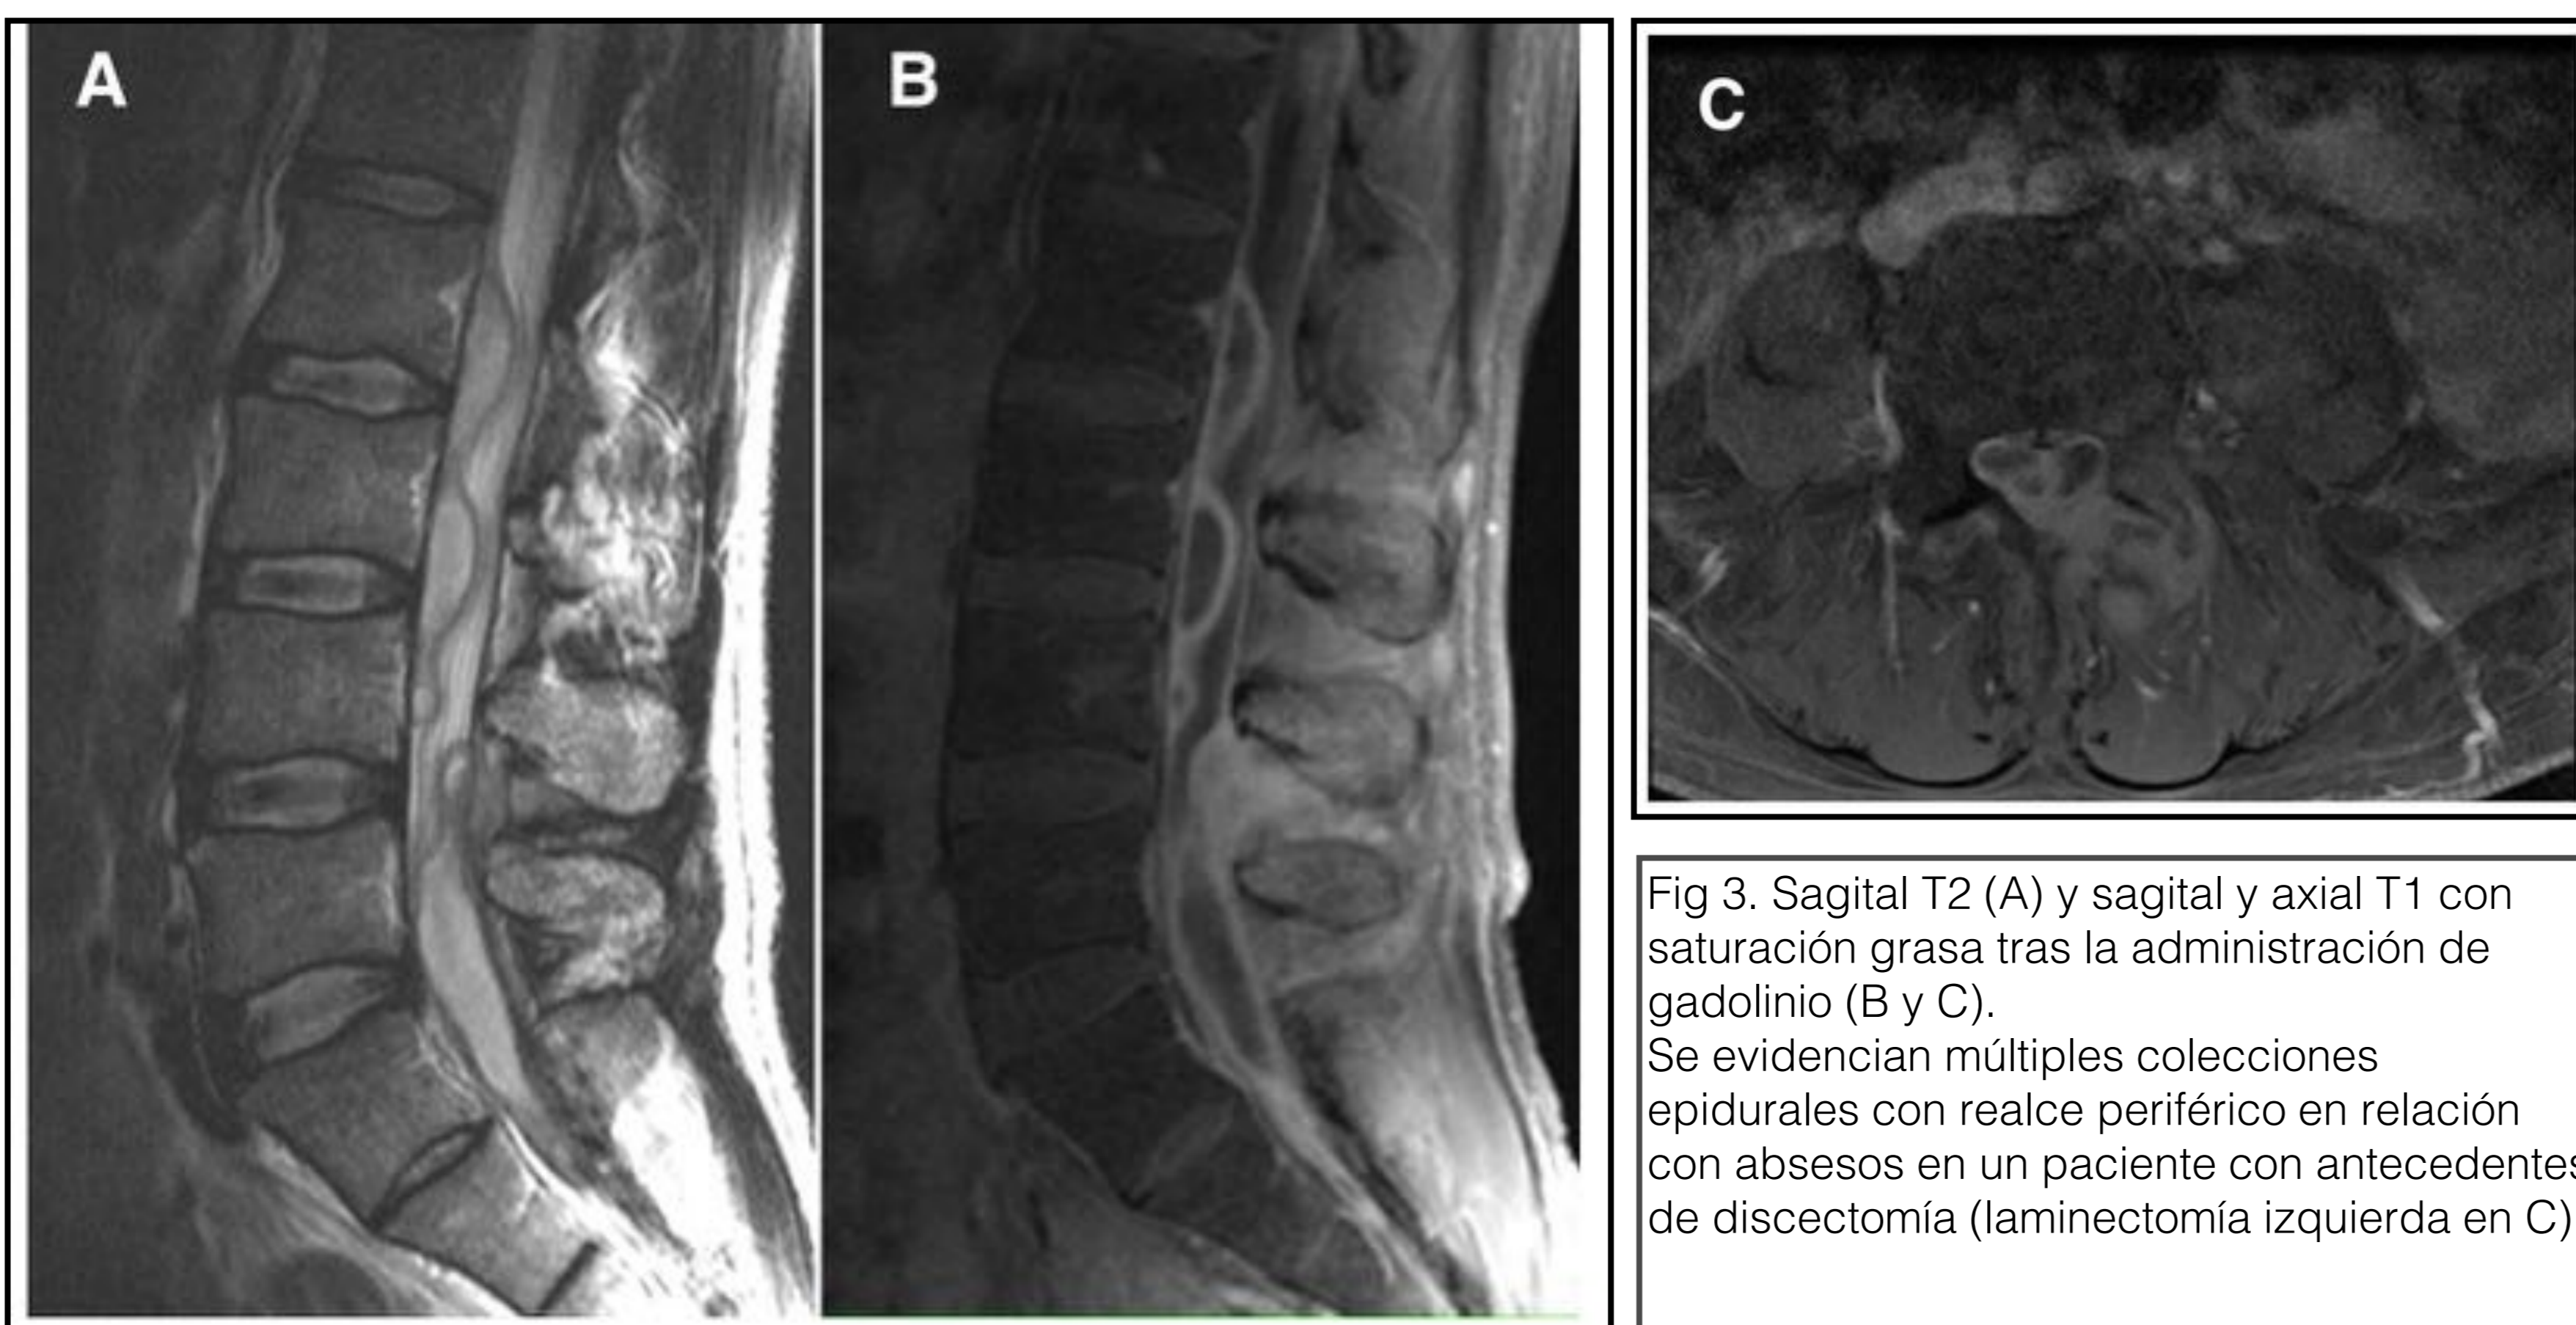 A
B
C
Fig 3. Sagital T2 (A) y sagital y axial T1 con
saturación grasa tras la administración de
gadolinio (B y C).
Se evidencian múltiples colecciones
epidurales con realce periférico en relación
con absesos en un paciente con antecedentes
de discectomía (laminectomía izquierda en C)